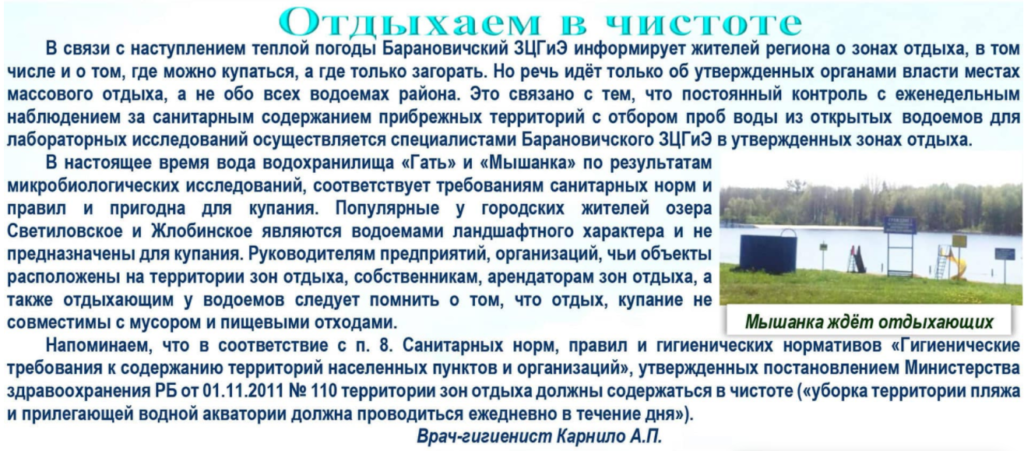 Отдыхаем в чистоте
В связи с наступлением теплой погоды Барановичский ЗЦГиЭ информирует жителей региона о зонах отдыха, в том
числе и о том, где можно купаться, а где только загорать. Но речь идёт только об утвержденных органами власти местах
массового отдыха, а не обо всех водоемах района. Это связано с тем, что постоянный контроль с еженедельным
наблюдением за санитарным содержанием прибрежных территорий с отбором проб воды из открытых водоемов для
лабораторных исследований осуществляется специалистами Барановичского ЗЦГиЭ в утвержденных зонах отдыха.
В настоящее время вода водохранилища «Гать» и «Мышанка» по результатам
микробиологических исследований, соответствует требованиям санитарных норм и
правил и пригодна для купания. Популярные у городских жителей озера
Светиловское и Жлобинское являются водоемами ландшафтного характера и не
предназначены для купания. Руководителям предприятий, организаций, чьи объекты
расположены на территории зон отдыха, собственникам, арендаторам зон отдыха, а
также отдыхающим у водоемов следует помнить о том, что отдых, купание не
совместимы с мусором и пищевыми отходами.
Мышанка ждёт отдыхающих
Напоминаем, что в соответствие с п. 8. Санитарных норм, правил и гигиенических нормативов «Гигиенические
требования к содержанию территорий населенных пунктов и организаций», утвержденных постановлением Министерства
здравоохранения РБ от 01.11.2011 № 110 территории зон отдыха должны содержаться в чистоте («уборка территории пляжа
и прилегающей водной акватории должна проводиться ежедневно в течение дня»).
Врач-гигиенист Карнило А.П.